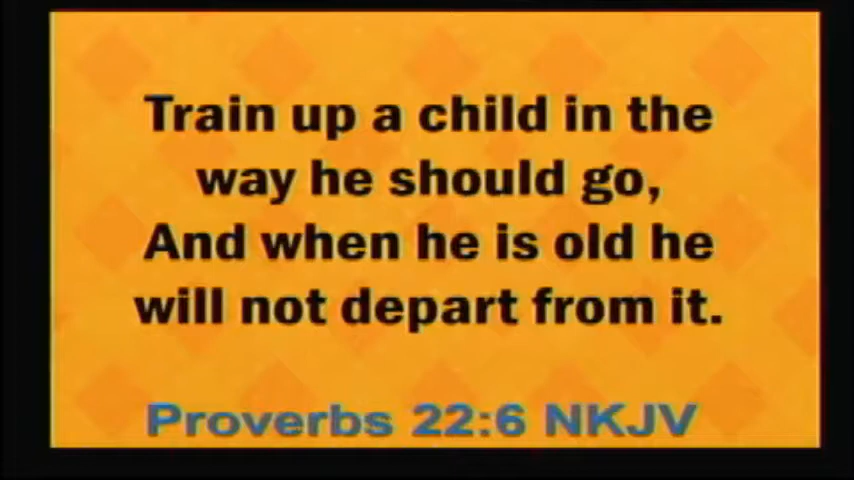 Train up a child in the
way he should go,
And when he is old he
will not depart from it.
Proverbs 22:6 NKJV